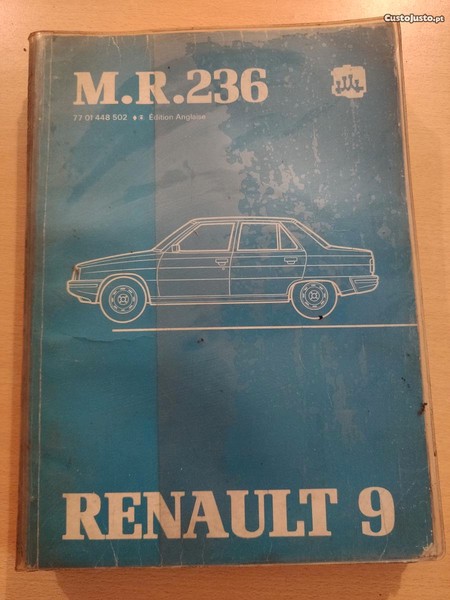 CustoJusto.pt
M.R.236
77 01 448 502 Édition Anglaise
RENAULT 9